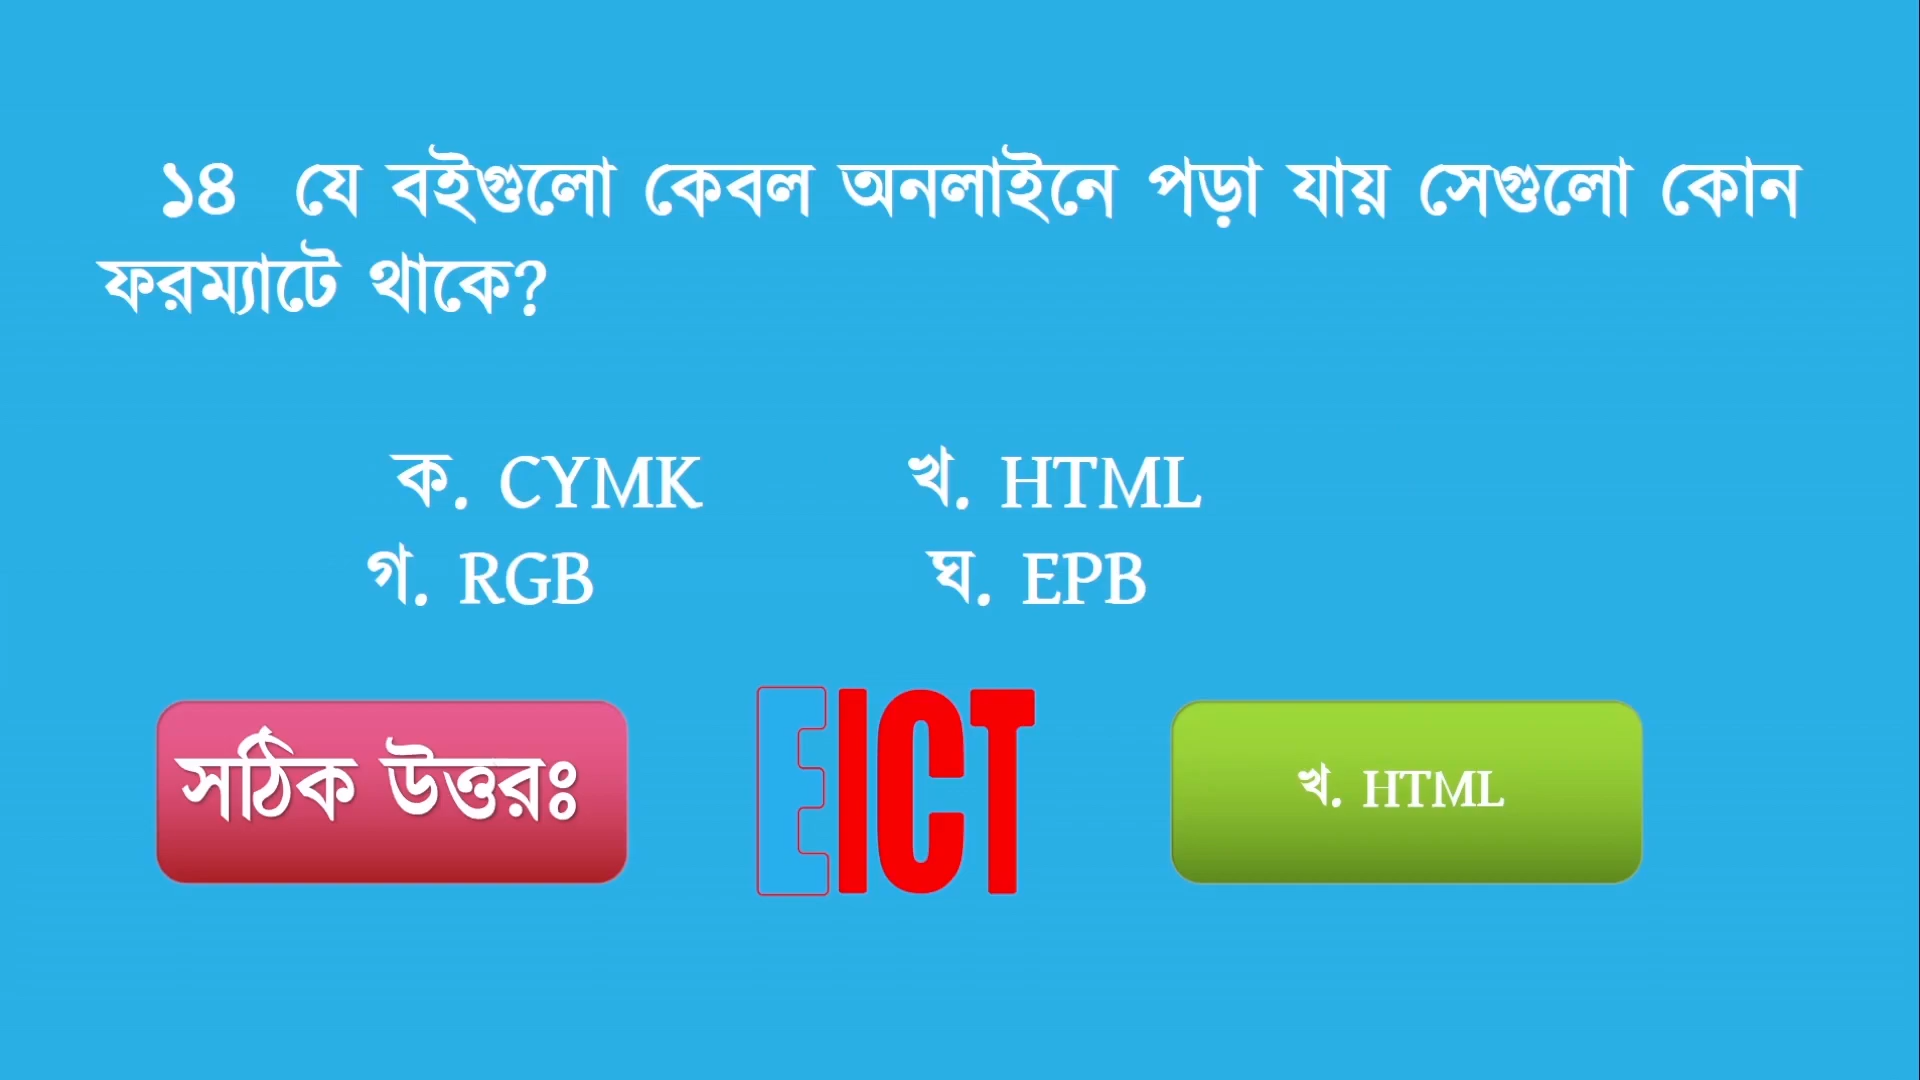 ১৪ যে বইগুলো কেবল অনলাইনে পড়া যায় সেগুলো কোন
ফরম্যাটে থাকে?
ক. CYMK খ. HTML
গ. RGB ঘ. EPB
সঠিক উত্তরঃ EICT খ. HTML